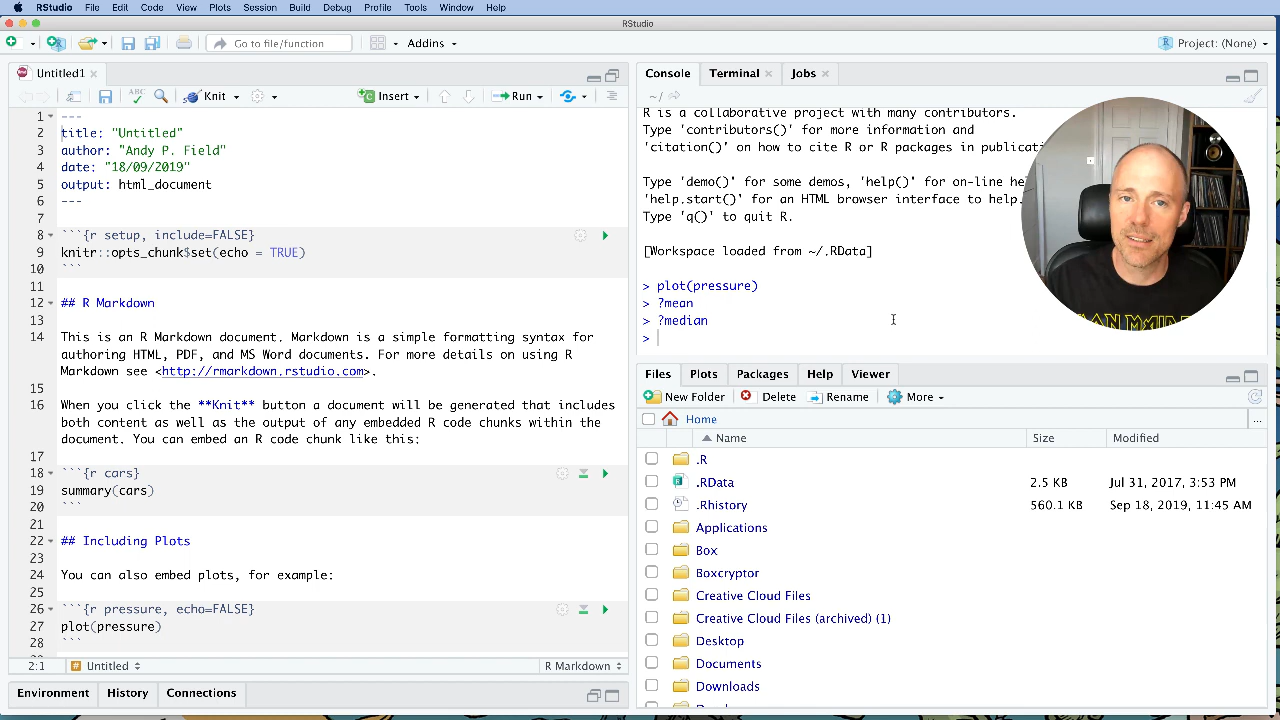 RStudio File Edit Code View Plots Session Build Debug Profile Tools Window Help
RStudio
Go to file/function Addins Project: (None)
Untitled1
ABC Knit Insert Run
1 ---
2 title: "Untitled"
3 author: "Andy P. Field"
4 date: "18/09/2019"
5 output: html_document
6 ---
7
8 ```{r setup, include=FALSE}
9 knitr::opts_chunk$set(echo = TRUE)
10 ```
11
12 ## R Markdown
13
14 This is an R Markdown document. Markdown is a simple formatting syntax for
authoring HTML, PDF, and MS Word documents. For more details on using R
Markdown see <http://rmarkdown.rstudio.com>.
15
16 When you click the **Knit** button a document will be generated that includes
both content as well as the output of any embedded R code chunks within the
document. You can embed an R code chunk like this:
17
18 ```{r cars}
19 summary(cars)
20 ```
21
22 ## Including Plots
23
24 You can also embed plots, for example:
25
26 ```{r pressure, echo=FALSE}
27 plot(pressure)
28 ```
2:1 # Untitled R Markdown
Environment History Connections
Console Terminal Jobs
~/
R is a collaborative project with many contributors.
Type 'contributors()' for more information and
'citation()' on how to cite R or R packages in publicati
Type 'demo()' for some demos, 'help()' for on-line hel
'help.start()' for an HTML browser interface to help.
Type 'q()' to quit R.
[Workspace loaded from ~/.RData]
> plot(pressure)
> ?mean
> ?median
>
Files Plots Packages Help Viewer
New Folder Delete Rename More
Home ...
Name Size Modified
.R
.RData 2.5 KB Jul 31, 2017, 3:53 PM
.Rhistory 560.1 KB Sep 18, 2019, 11:45 AM
Applications
Box
Boxcryptor
Creative Cloud Files
Creative Cloud Files (archived) (1)
Desktop
Documents
Downloads